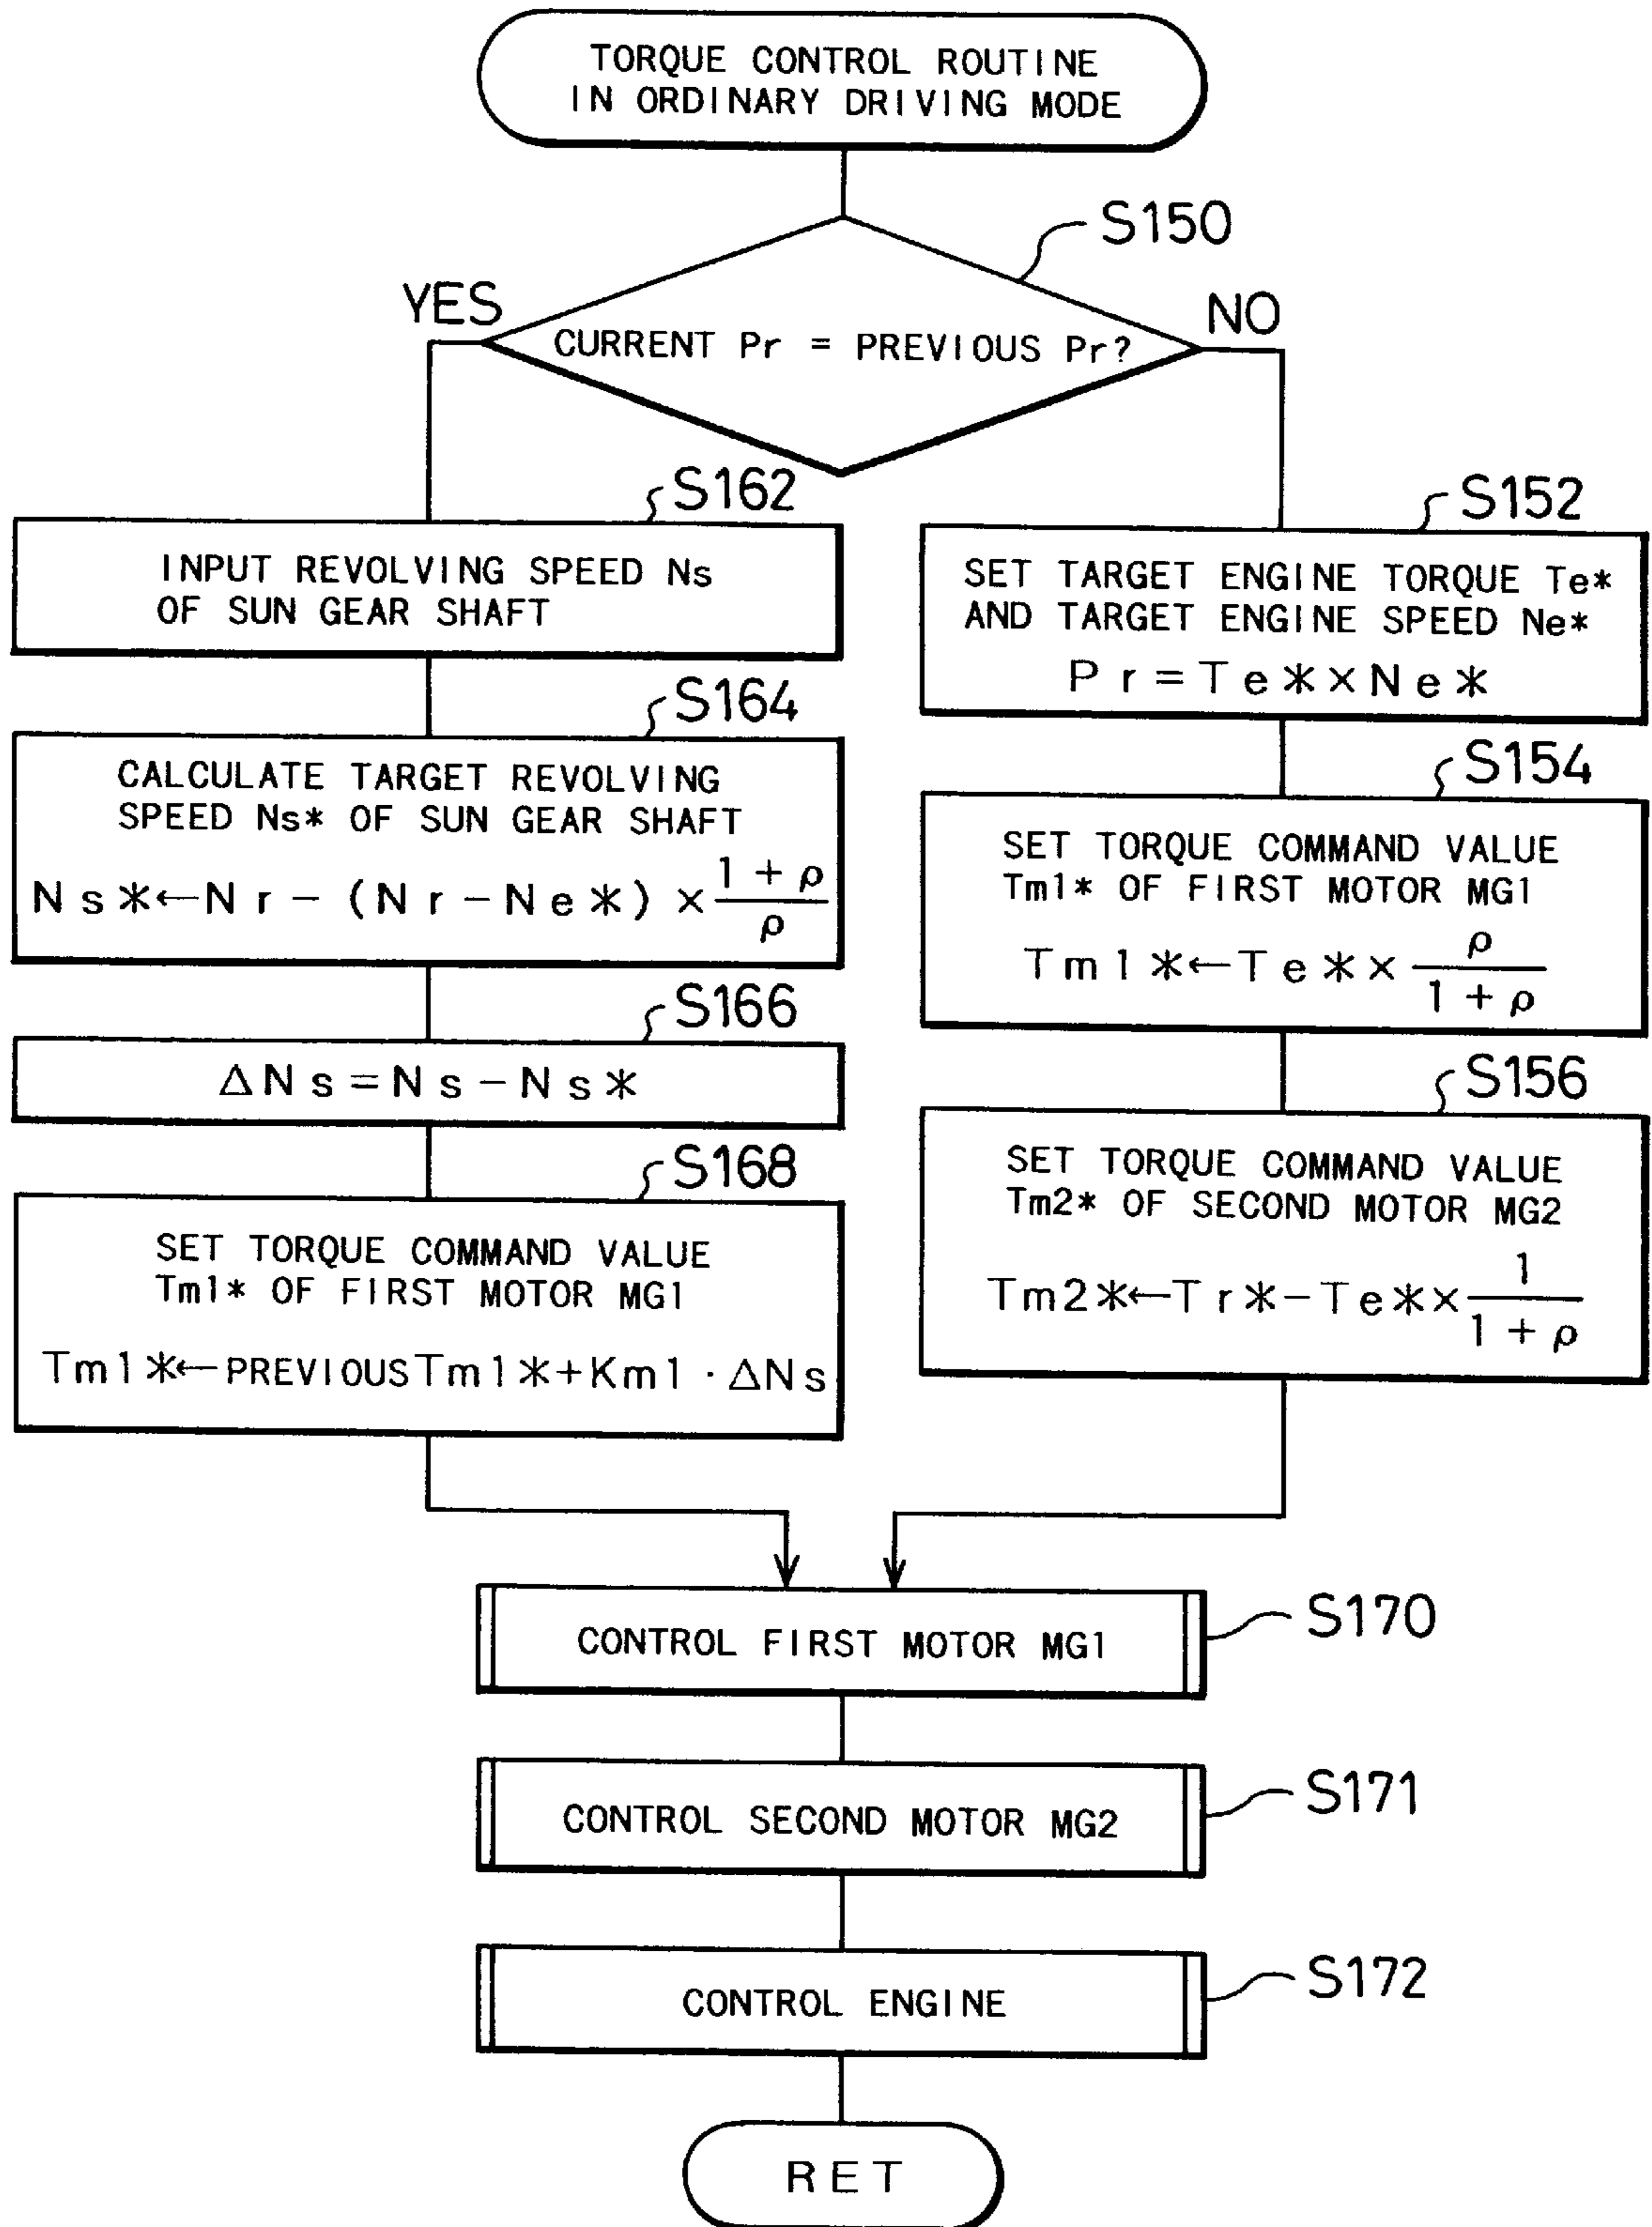 TORQUE CONTROL ROUTINE
IN ORDINARY DRIVING MODE
S150
YES
NO
CURRENT Pr = PREVIOUS Pr?
S162
INPUT REVOLVING SPEED Ns
OF SUN GEAR SHAFT
S164
CALCULATE TARGET REVOLVING
SPEED Ns* OF SUN GEAR SHAFT
Ns*←Nr-(Nr-Ne*)×(1+ρ)/ρ
S166
ΔNs=Ns-Ns*
S168
SET TORQUE COMMAND VALUE
Tm1* OF FIRST MOTOR MG1
Tm1*←PREVIOUS Tm1*+Km1·ΔNs
S152
SET TARGET ENGINE TORQUE Te*
AND TARGET ENGINE SPEED Ne*
Pr=Te*×Ne*
S154
SET TORQUE COMMAND VALUE
Tm1* OF FIRST MOTOR MG1
Tm1*←Te*×ρ/(1+ρ)
S156
SET TORQUE COMMAND VALUE
Tm2* OF SECOND MOTOR MG2
Tm2*←Tr*-Te*×1/(1+ρ)
CONTROL FIRST MOTOR MG1
S170
CONTROL SECOND MOTOR MG2
S171
CONTROL ENGINE
S172
RET